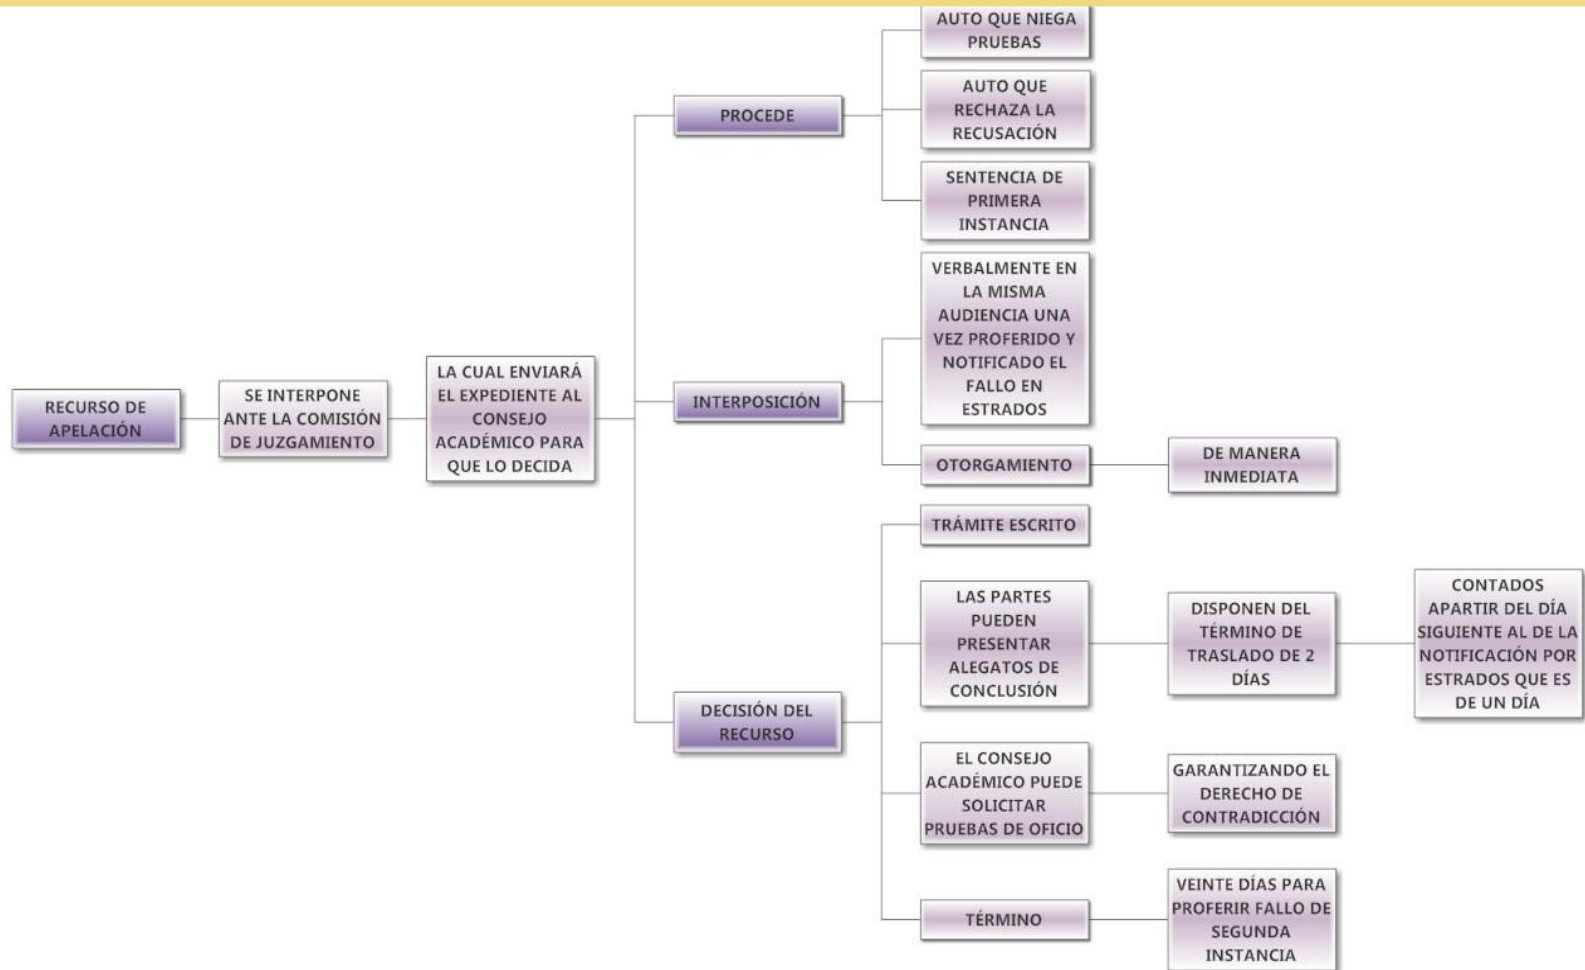 RECURSO DE
APELACIÓN
SE INTERPONE
ANTE LA COMISIÓN
DE JUZGAMIENTO
LA CUAL ENVIARÁ
EL EXPEDIENTE AL
CONSEJO
ACADÉMICO PARA
QUE LO DECIDA
PROCEDE
AUTO QUE NIEGA
PRUEBAS
AUTO QUE
RECHAZA LA
RECUSACIÓN
SENTENCIA DE
PRIMERA
INSTANCIA
INTERPOSICIÓN
VERBALMENTE EN
LA MISMA
AUDIENCIA UNA
VEZ PROFERIDO Y
NOTIFICADO EL
FALLO EN
ESTRADOS
OTORGAMIENTO
DE MANERA
INMEDIATA
DECISIÓN DEL
RECURSO
TRÁMITE ESCRITO
LAS PARTES
PUEDEN
PRESENTAR
ALEGATOS DE
CONCLUSIÓN
DISPONEN DEL
TÉRMINO DE
TRASLADO DE 2
DÍAS
CONTADOS
APARTIR DEL DÍA
SIGUIENTE AL DE LA
NOTIFICACIÓN POR
ESTRADOS QUE ES
DE UN DÍA
EL CONSEJO
ACADÉMICO PUEDE
SOLICITAR
PRUEBAS DE OFICIO
GARANTIZANDO EL
DERECHO DE
CONTRADICCIÓN
TÉRMINO
VEINTE DÍAS PARA
PROFERIR FALLO DE
SEGUNDA
INSTANCIA